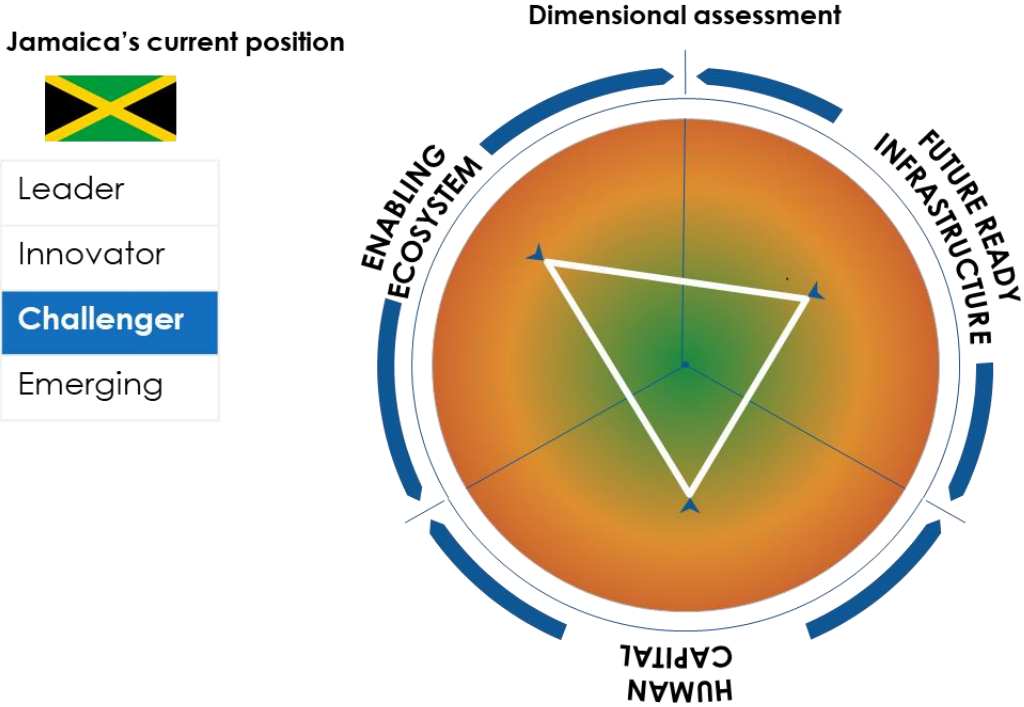 Dimensional assessment
Jamaica's current position
Leader
Innovator
Challenger
Emerging
ENABLING
ECOSYSTEM
FUTURE READY
INFRASTRUCTURE
HUMAN
CAPITAL